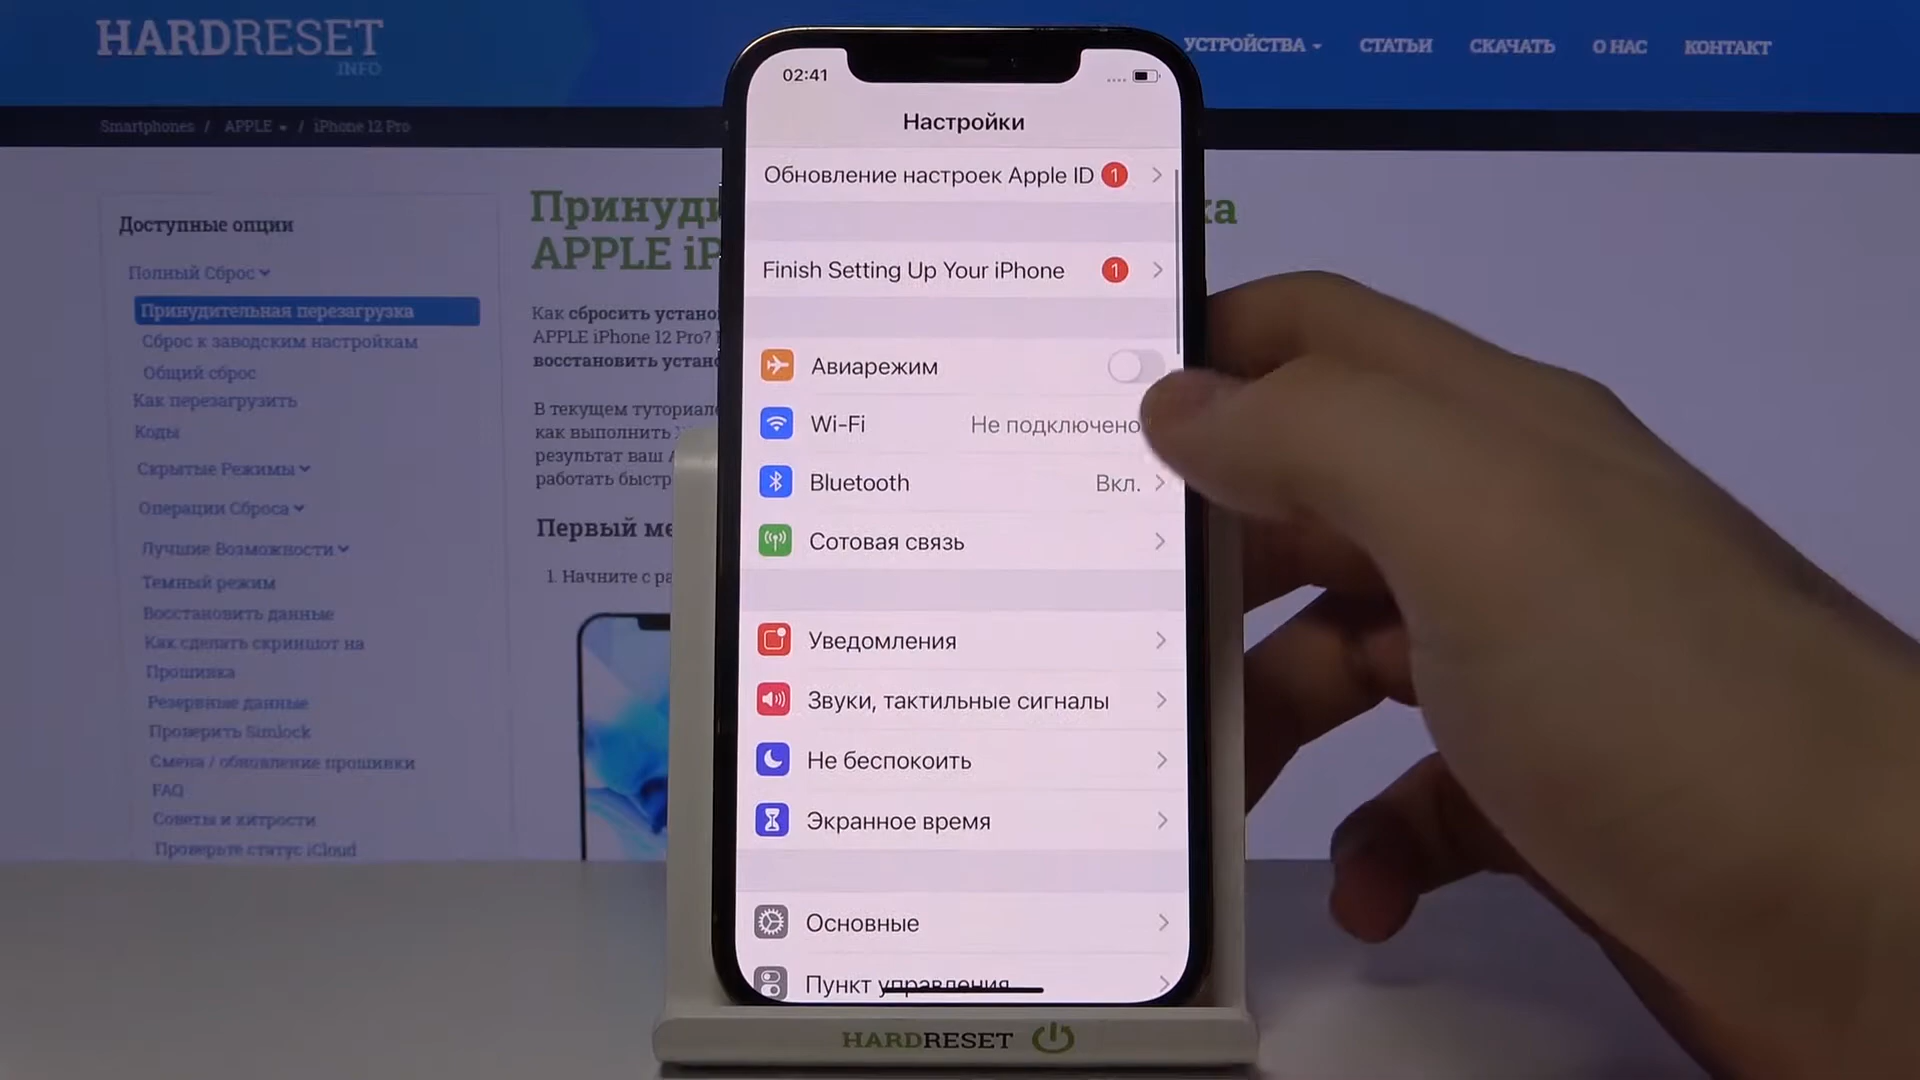 HARDRESET
INFO
УСТРОЙСТВА
СТАТЬИ
СКАЧАТЬ
О НАС
КОНТАКТ
Smartphones / APPLE / iPhone 12 Pro
Доступные опции
Полный Сброс
Принудительная перезагрузка
Сброс к заводским настройкам
Общий сброс
Как перезагрузить
Коды
Скрытые Режимы
Операции Сброса
Лучшие Возможности
Темный режим
Восстановить данные
Как сделать скриншот на
Прошивка
Резервные данные
Проверить Simlock
Смена / обновление прошивки
FAQ
Советы и хитрости
Проверьте статус iCloud
Принуди
ка
APPLE iP
Как сбросить устано
APPLE iPhone 12 Pro?
восстановить устан
В текущем туториал
как выполнить
результат ваш
работать быстр
Первый ме
1. Начните с ра
02:41
Настройки
Обновление настроек Apple ID 1
Finish Setting Up Your iPhone 1
Авиарежим
Wi-Fi Не подключено
Bluetooth Вкл.
Сотовая связь
Уведомления
Звуки, тактильные сигналы
Не беспокоить
Экранное время
Основные
Пункт управления
HARDRESET